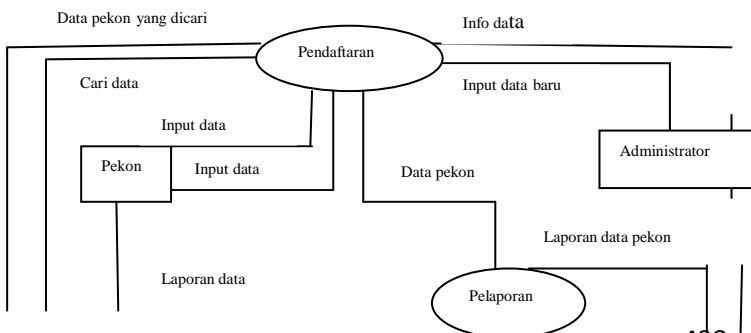 Data pekon yang dicari
Info data
Pendaftaran
Cari data
Input data baru
Input data
Pekon
Input data
Data pekon
Administrator
Laporan data pekon
Laporan data
Pelaporan